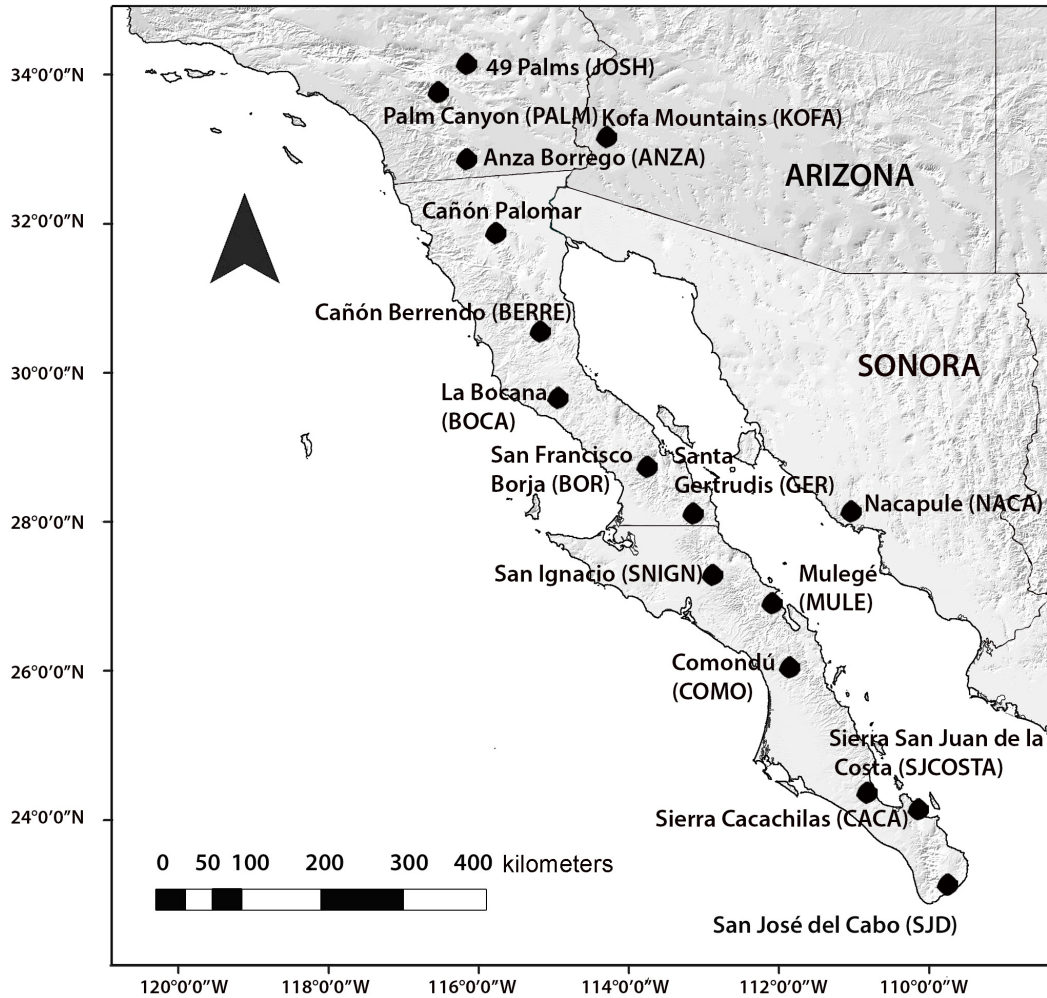 34°0'0"N
49 Palms (JOSH)
Palm Canyon (PALM)
Kofa Mountains (KOFA)
Anza Borrego (ANZA)
ARIZONA
32°0'0"N
Cañón Palomar
Cañón Berrendo (BERRE)
SONORA
30°0'0"N
La Bocana
(BOCA)
San Francisco
Borja (BOR)
Santa
Gertrudis (GER)
Nacapule (NACA)
28°0'0"N
San Ignacio (SNIGN)
Mulegé
(MULE)
26°0'0"N
Comondú
(COMO)
Sierra San Juan de la
Costa (SJCOSTA)
24°0'0"N
Sierra Cacachilas (CACA)
0 50 100 200 300 400 kilometers
San José del Cabo (SJD)
120°0'0"W 118°0'0"W 116°0'0"W 114°0'0"W 112°0'0"W 110°0'0"W